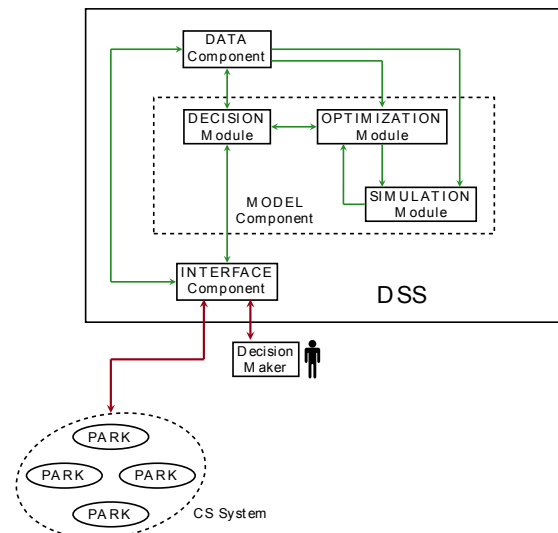 DATA
Component
DECISION
Module
OPTIMIZATION
Module
SIMULATION
Module
MODEL
Component
INTERFACE
Component
DSS
Decision
Maker
PARK
PARK
PARK
PARK
CS System